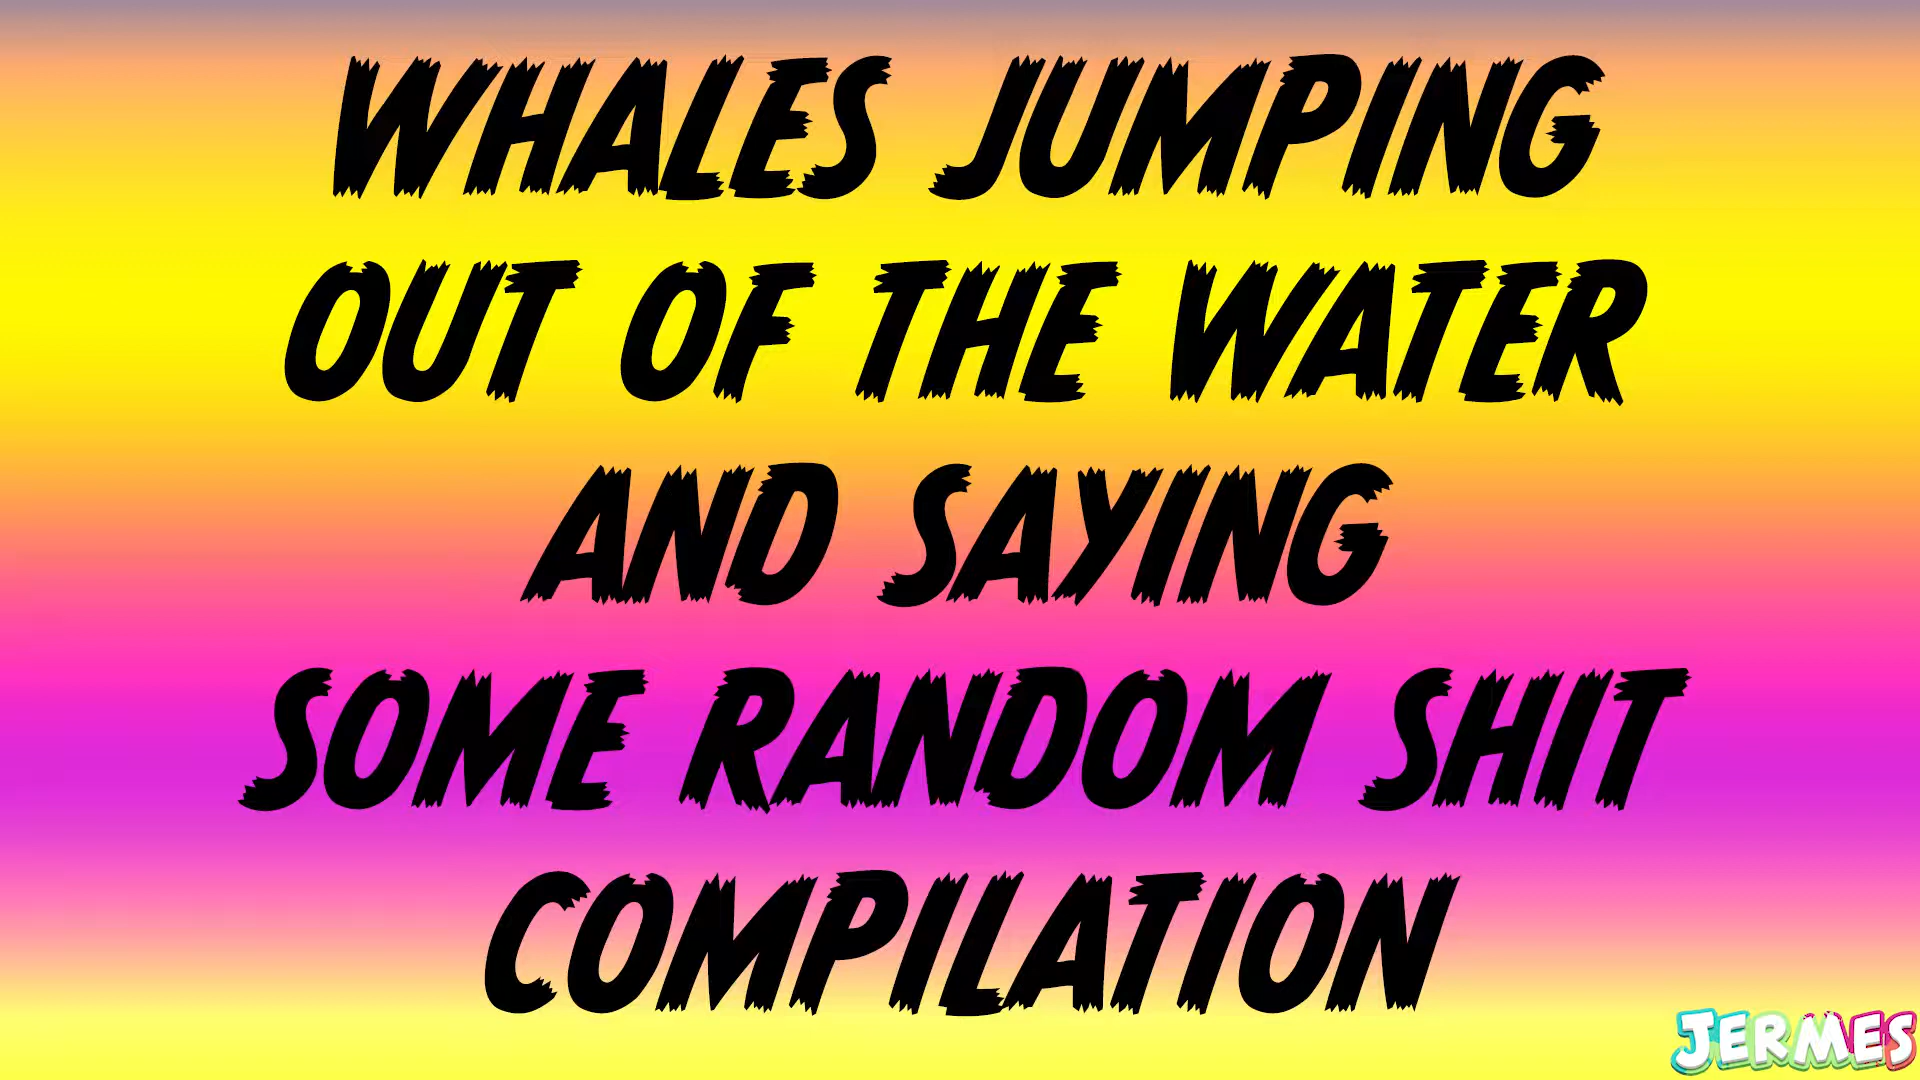 WHALES JUMPING
OUT OF THE WATER
AND SAYING
SOME RANDOM SHIT
COMPILATION
JERMES